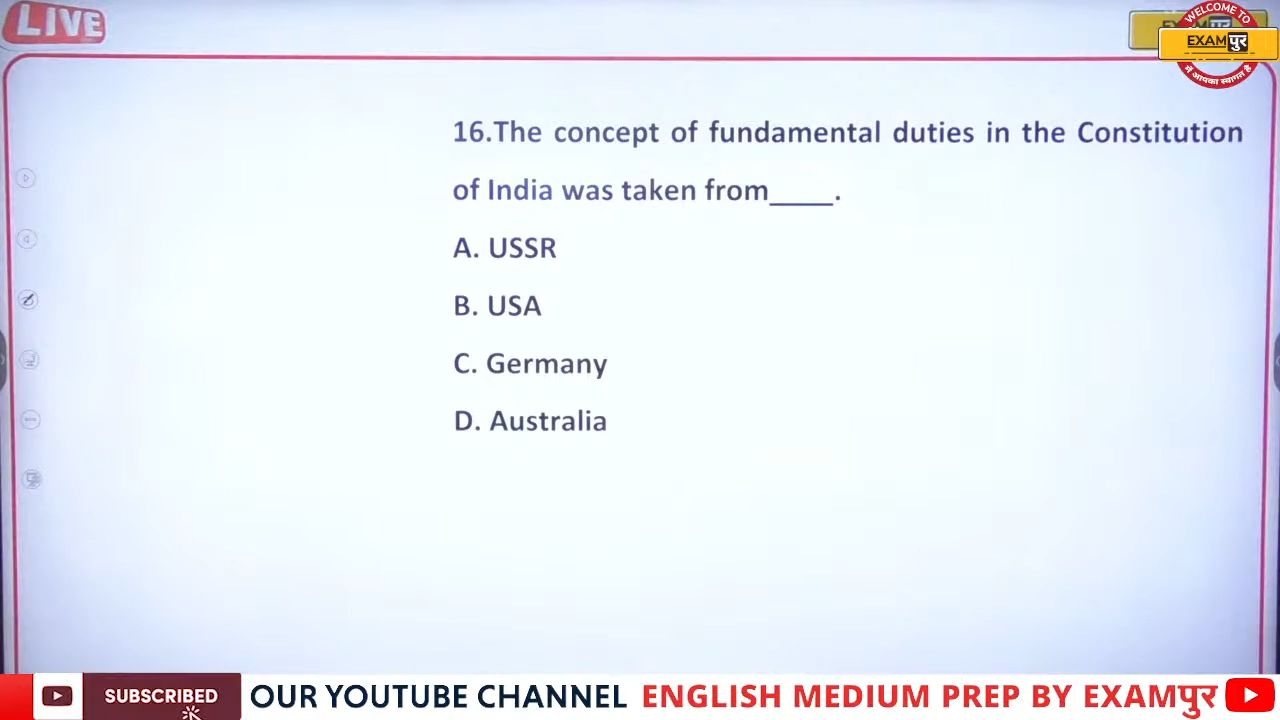 LIVE
WELCOME TO
EXAMपुर
में आपका स्वागत है
16.The concept of fundamental duties in the Constitution
of India was taken from____.
A. USSR
B. USA
C. Germany
D. Australia
SUBSCRIBED OUR YOUTUBE CHANNEL ENGLISH MEDIUM PREP BY EXAMपुर